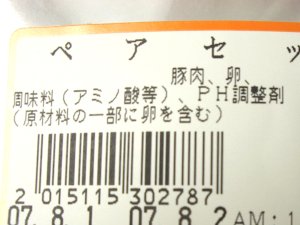 ペアセッ
豚肉、卵、
周味料(アミノ酸等)、PH調整剤
(原材料の一部に卵を含む)
2 015115 302787
07.8.1 07.8.2 AM:1